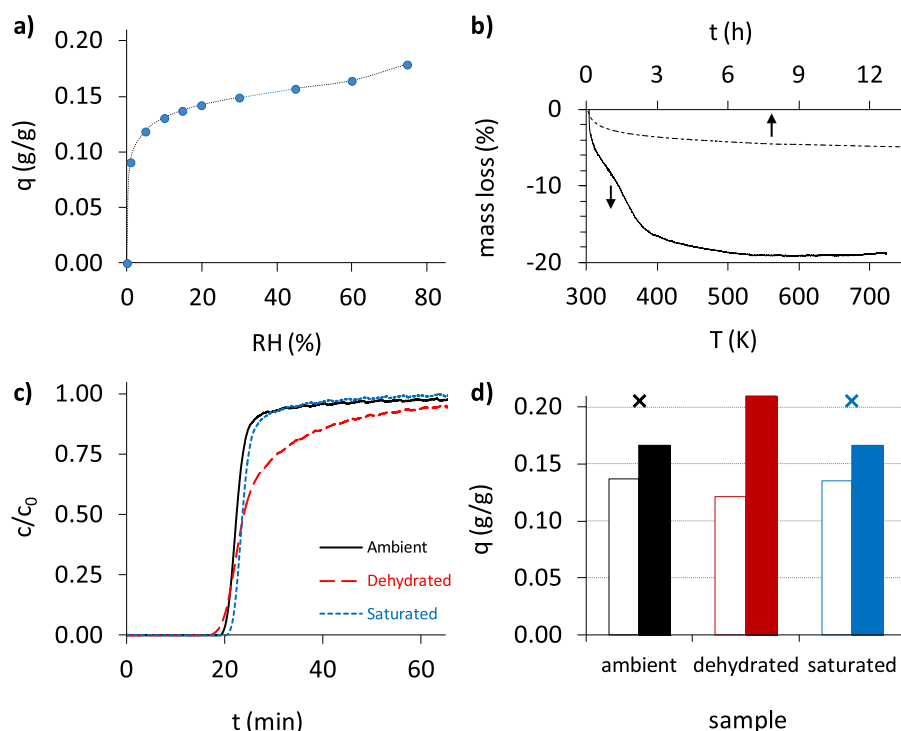 a)
0.20
0.15
0.10
0.05
0.00
q (g/g)
0 20 40 60 80
RH (%)
b)
t (h)
0 3 6 9 12
0
-10
-20
mass loss (%)
300 400 500 600 700
T (K)
c)
1.00
0.75
0.50
0.25
0.00
c/c0
Ambient
Dehydrated
Saturated
0 20 40 60
t (min)
d)
0.20
0.15
0.10
0.05
0.00
q (g/g)
ambient dehydrated saturated
sample